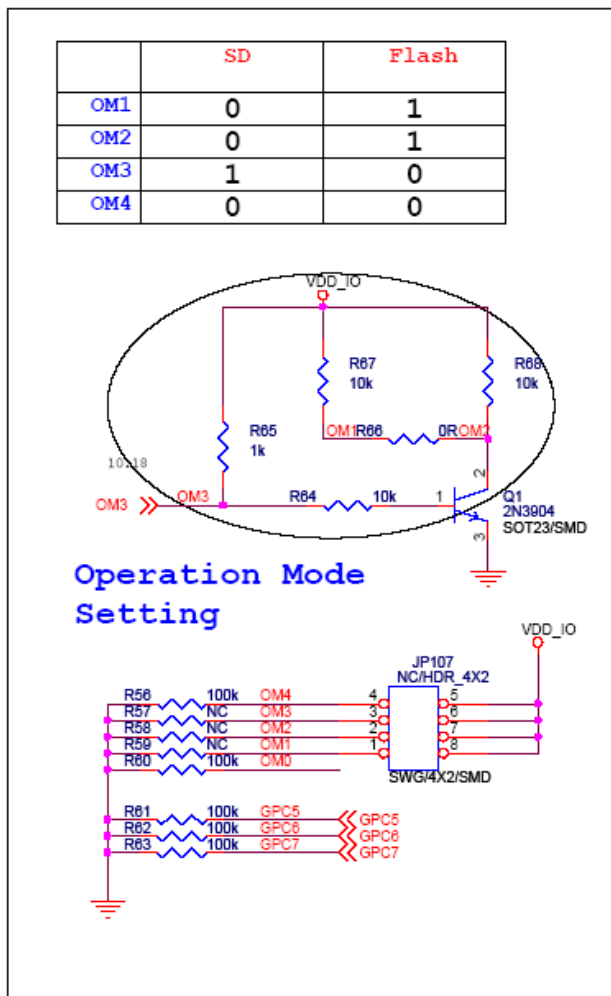 SD Flash
OM1 0 1
OM2 0 1
OM3 1 0
OM4 0 0
VDD_IO
R67
10k
R68
10k
R65
1k
OM1 R66 0R OM2
10.18
OM3 OM3
R64 10k
1
2
3
Q1
2N3904
SOT23/SMD
Operation Mode
Setting
VDD_IO
JP107
NC/HDR_4X2
R56 100k OM4 4 5
R57 NC OM3 3 6
R58 NC OM2 2 7
R59 NC OM1 1 8
R60 100k OM0
SWG/4X2/SMD
R61 100k GPC5 GPC5
R62 100k GPC6 GPC6
R63 100k GPC7 GPC7